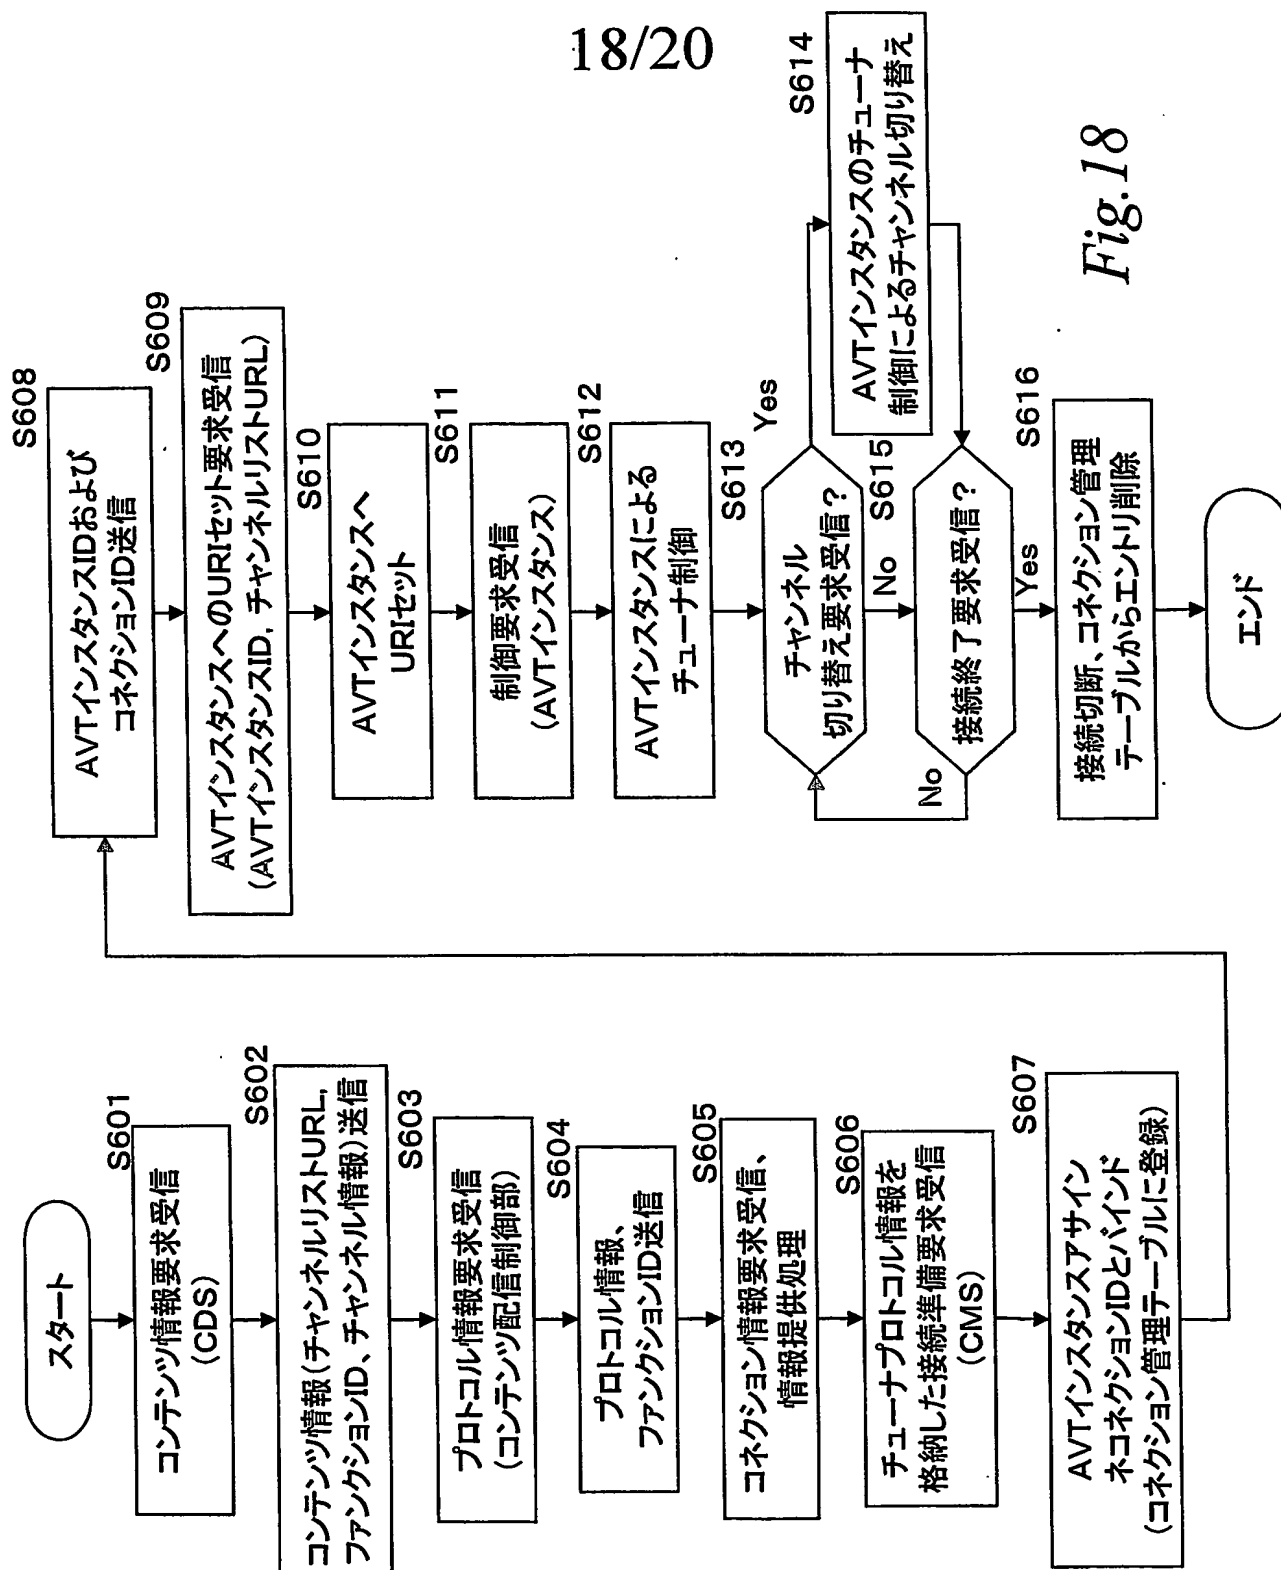 18/20
スタート
S601
コンテンツ情報要求受信
(CDS)
S602
コンテンツ情報(チャンネルリストURL,
ファンクションID、チャンネル情報)送信
S603
プロトコル情報要求受信
(コンテンツ配信制御部)
S604
プロトコル情報、
ファンクションID送信
S605
コネクション情報要求受信、
情報提供処理
S606
チューナプロトコル情報を
格納した接続準備要求受信
(CMS)
S607
AVTインスタンスアサイン
ネコネクションIDとバインド
(コネクション管理テーブルに登録)
S608
AVTインスタンスIDおよび
コネクションID送信
S609
AVTインスタンスへのURIセット要求受信
(AVTインスタンスID, チャンネルリストURL)
S610
AVTインスタンスへ
URIセット
S611
制御要求受信
(AVTインスタンス)
S612
AVTインスタンスによる
チューナ制御
S613
チャンネル
切り替え要求受信?
Yes
No
S614
AVTインスタンスのチューナ
制御によるチャンネル切り替え
S615
接続終了要求受信?
No
Yes
S616
接続切断、コネクション管理
テーブルからエントリ削除
エンド
Fig.18